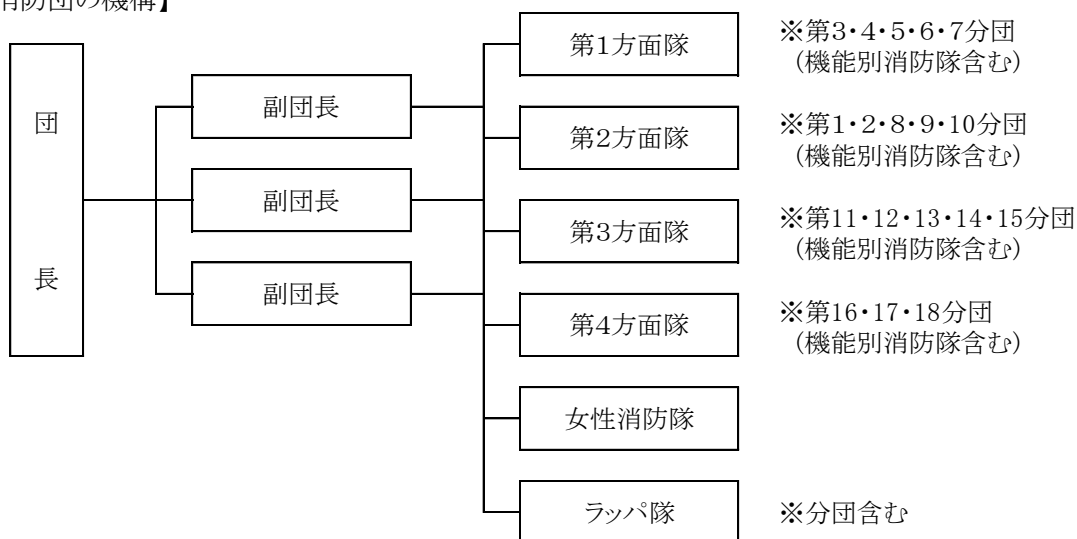 消防団の機構】
団
長
副団長
副団長
副団長
第1方面隊
※第3・4・5・6・7分団
(機能別消防隊含む)
第2方面隊
※第1・2・8・9・10分団
(機能別消防隊含む)
第3方面隊
※第11・12・13・14・15分団
(機能別消防隊含む)
第4方面隊
※第16・17・18分団
(機能別消防隊含む)
女性消防隊
ラッパ隊
※分団含む